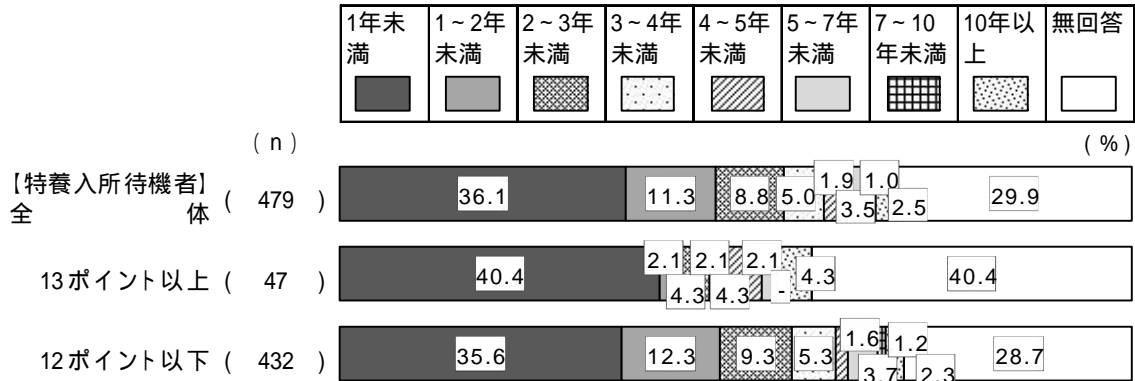 1年未満 1~2年未満 2~3年未満 3~4年未満 4~5年未満 5~7年未満 7~10年未満 10年以上 無回答
(n) (%)
【特養入所待機者】
全体 ( 479 ) 36.1 11.3 8.8 5.0 1.9 3.5 1.0 2.5 29.9
13ポイント以上 ( 47 ) 40.4 2.1 4.3 2.1 4.3 2.1 - 4.3 40.4
12ポイント以下 ( 432 ) 35.6 12.3 9.3 5.3 1.6 3.7 1.2 2.3 28.7